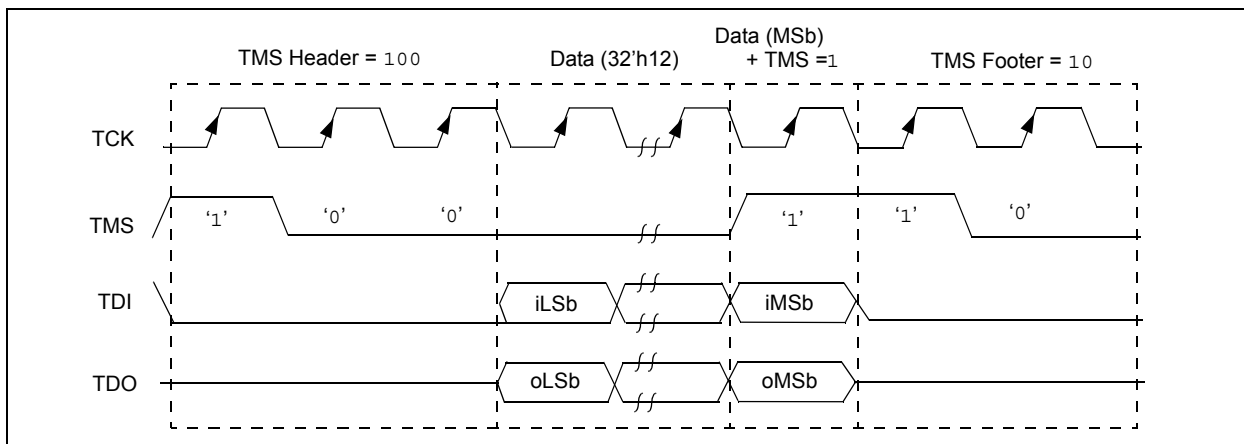 TMS Header = 100
Data (32’h12)
Data (MSb)
+ TMS =1
TMS Footer = 10
TCK
TMS
‘1’
‘0’
‘0’
‘1’
‘1’
‘0’
TDI
iLSb
iMSb
TDO
oLSb
oMSb